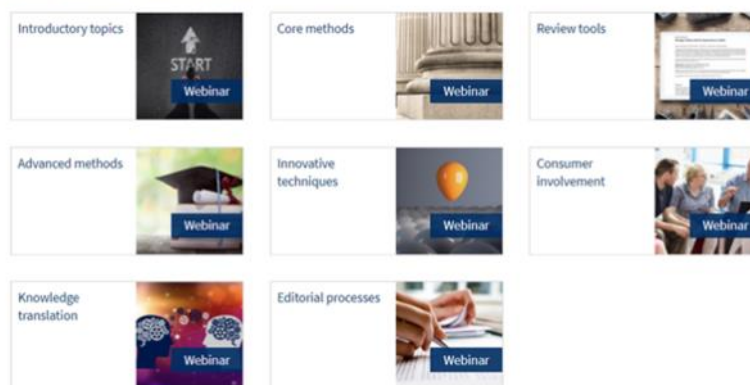 Introductory topics
START
Webinar
Core methods
Webinar
Review tools
Webinar
Advanced methods
Webinar
Innovative
techniques
Webinar
Consumer
involvement
Webinar
Knowledge
translation
Webinar
Editorial processes
Webinar